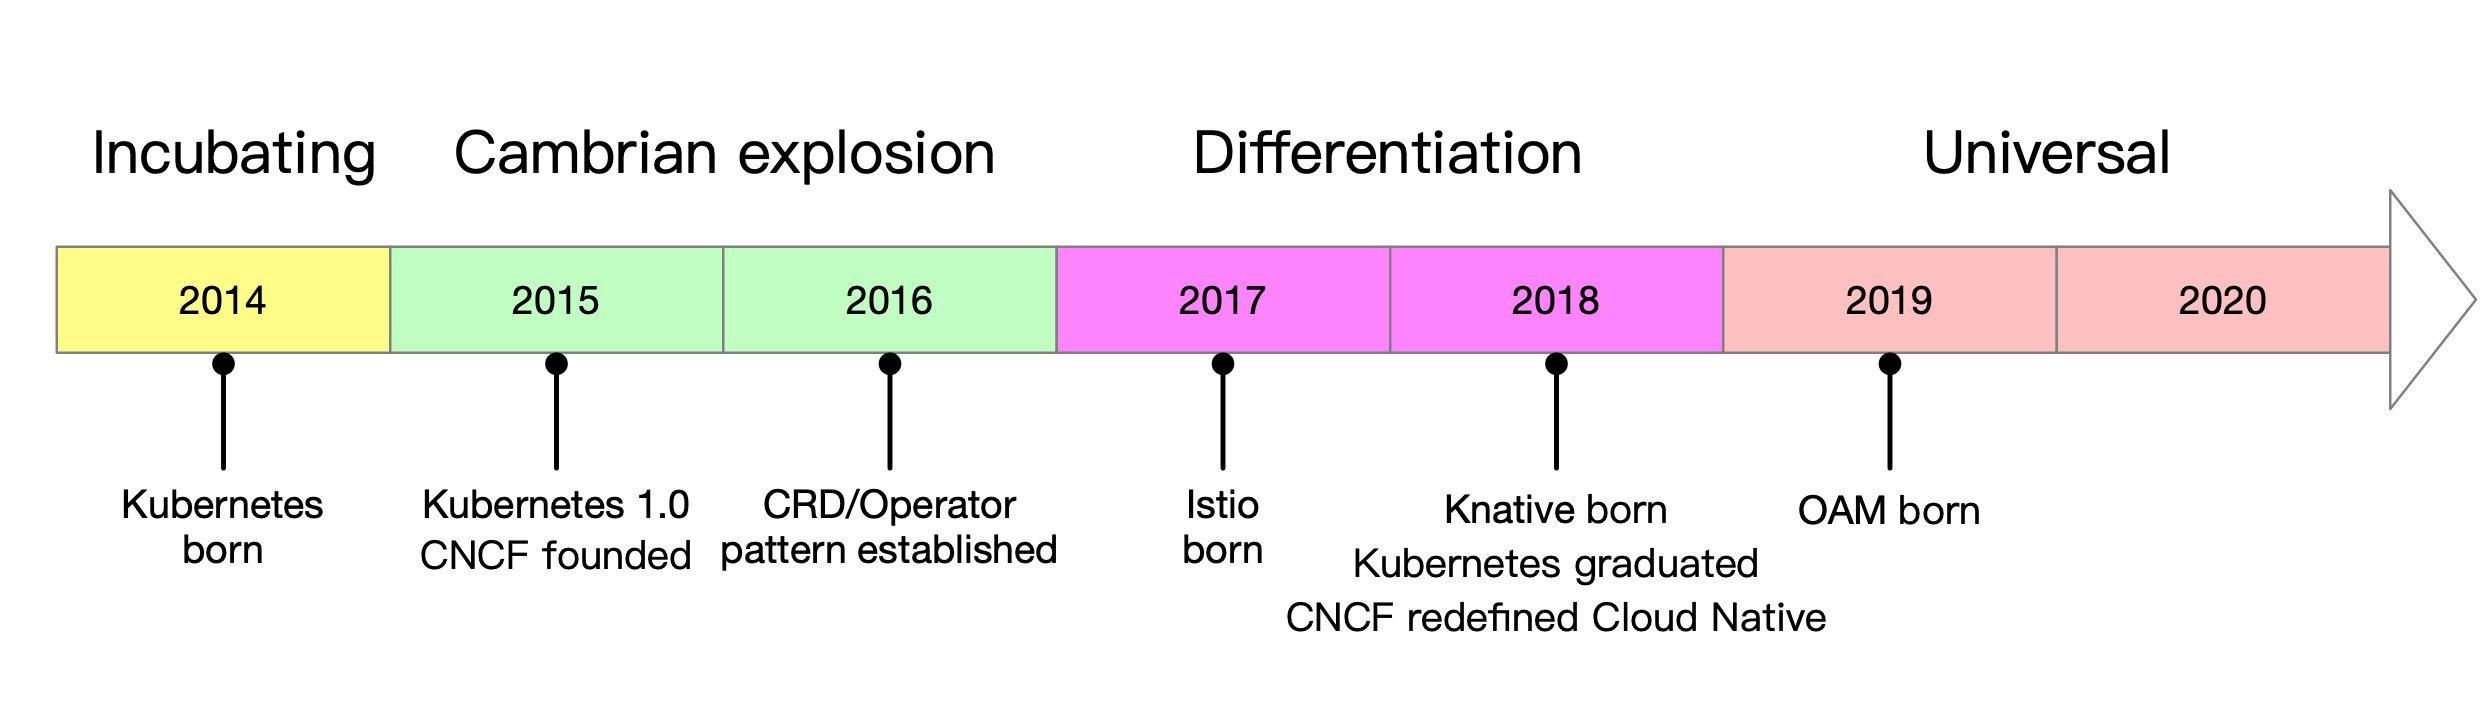 Incubating
Cambrian explosion
Differentiation
Universal
2014
2015
2016
2017
2018
2019
2020
Kubernetes
born
Kubernetes 1.0
CNCF founded
CRD/Operator
pattern established
Istio
born
Knative born
Kubernetes graduated
CNCF redefined Cloud Native
OAM born